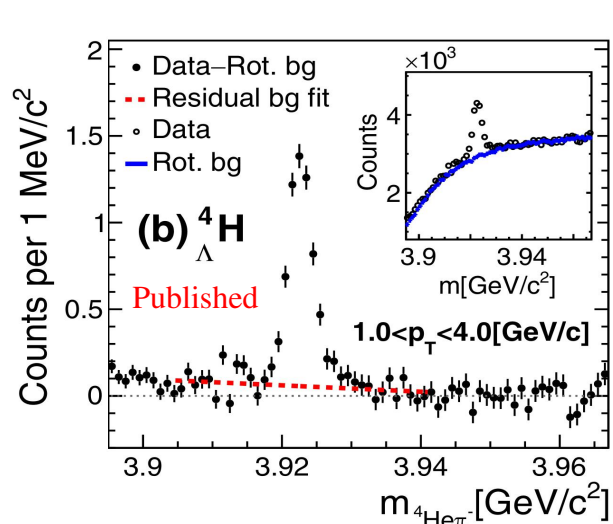 Data−Rot. bg
Residual bg fit
Data
Rot. bg
(b) ⁴ΛH
Published
1.0<pT<4.0[GeV/c]
Counts per 1 MeV/c²
2
1.5
1
0.5
0
3.9 3.92 3.94 3.96
m⁴Heπ⁻[GeV/c²]
×10³
Counts
4
2
3.9 3.94
m[GeV/c²]